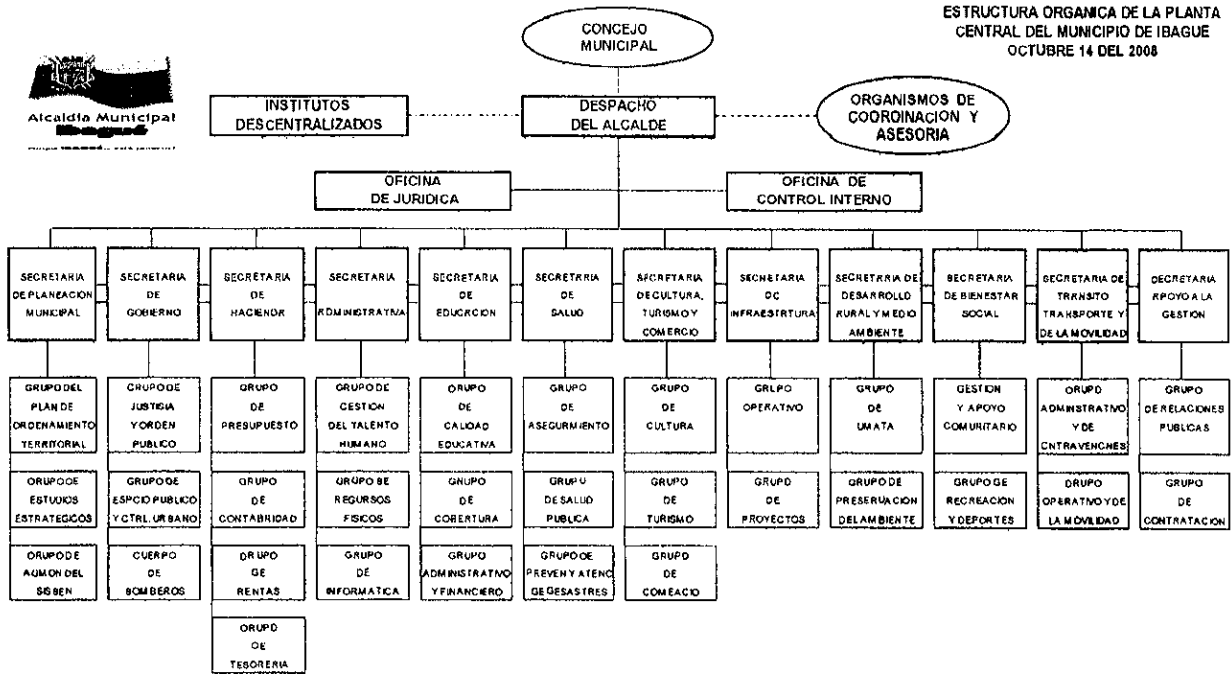 ESTRUCTURA ORGANICA DE LA PLANTA
CENTRAL DEL MUNICIPIO DE IBAGUE
OCTUBRE 14 DEL 2008
Alcaldía Municipal
CONCEJO
MUNICIPAL
INSTITUTOS
DESCENTRALIZADOS
DESPACHO
DEL ALCALDE
ORGANISMOS DE
COORDINACION Y
ASESORIA
OFICINA
DE JURIDICA
OFICINA DE
CONTROL INTERNO
SECRETARIA
DE PLANEACION
MUNICIPAL
SECRETARIA
DE
GOBIERNO
SECRETARIA
DE
HACIENDA
SECRETARIA
ADMINISTRATIVA
SECRETARIA
DE
EDUCACION
SECRETARIA
DE
SALUD
SECRETARIA
DE CULTURA,
TURISMO Y
COMERCIO
SECRETARIA
DE
INFRAESTRTURA
SECRETARIA DE
DESARROLLO
RURAL Y MEDIO
AMBIENTE
SECRETARIA
DE BIENESTAR
SOCIAL
SECRETARIA DE
TRANSITO
TRANSPORTE Y
DE LA MOVILIDAD
SECRETARIA
APOYO A LA
GESTION
GRUPO DEL
PLAN DE
ORDENAMIENTO
TERRITORIAL
GRUPO DE
JUSTICIA
Y ORDEN
PUBLICO
GRUPO
DE
PRESUPUESTO
GRUPO DE
GESTION
DEL TALENTO
HUMANO
GRUPO
DE
CALIDAD
EDUCATIVA
GRUPO
DE
ASEGURMIENTO
GRUPO
DE
CULTURA
GRUPO
OPERATIVO
GRUPO
DE
UMATA
GESTION
Y APOYO
COMUNITARIO
GRUPO
ADMINSTRATIVO
Y DE
CNTRAVENCNES
GRUPO
DE RELACIONES
PUBLICAS
GRUPO DE
ESTUDIOS
ESTRATEGICOS
GRUPO DE
ESPCIO PUBLICO
Y CTRL. URBANO
GRUPO
DE
CONTABILIDAD
GRUPO DE
RECURSOS
FISICOS
GRUPO
DE
COBERTURA
GRUPO
DE SALUD
PUBLICA
GRUPO
DE
TURISMO
GRUPO
DE
PROYECTOS
GRUPO DE
PRESERVACION
DEL AMBIENTE
GRUPO DE
RECREACION
Y DEPORTES
GRUPO
OPERATIVO Y DE
LA MOVILIDAD
GRUPO
DE
CONTRATACION
GRUPO DE
ADMON DEL
SISBEN
CUERPO
DE
BOMBEROS
GRUPO
DE
RENTAS
GRUPO
DE
INFORMATICA
GRUPO
ADMINISTRATIVO
Y FINANCIERO
GRUPO DE
PREVEN Y ATENC
DE DESASTRES
GRUPO
DE
COMERCIO
GRUPO
DE
TESORERIA